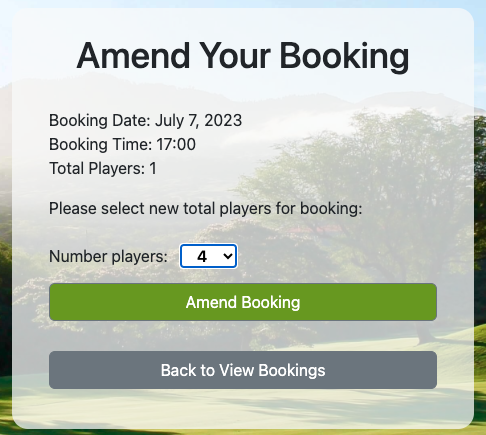 Amend Your Booking
Booking Date: July 7, 2023
Booking Time: 17:00
Total Players: 1
Please select new total players for booking:
Number players: 4
Amend Booking
Back to View Bookings